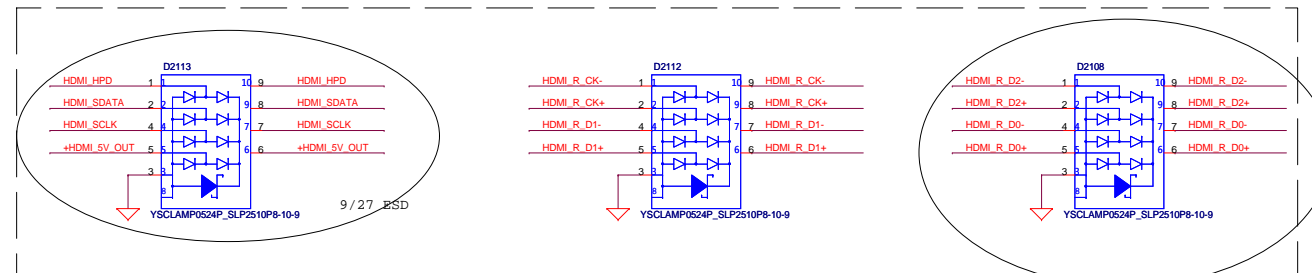 D2113
HDMI_HPD 1 1 10 9 HDMI_HPD
HDMI_SDATA 2 2 9 8 HDMI_SDATA
HDMI_SCLK 4 4 7 7 HDMI_SCLK
+HDMI_5V_OUT 5 5 6 6 +HDMI_5V_OUT
3 3
8
YSCLAMP0524P_SLP2510P8-10-9
9/27 ESD
D2112
HDMI_R_CK- 1 1 10 9 HDMI_R_CK-
HDMI_R_CK+ 2 2 9 8 HDMI_R_CK+
HDMI_R_D1- 4 4 7 7 HDMI_R_D1-
HDMI_R_D1+ 5 5 6 6 HDMI_R_D1+
3 3
8
YSCLAMP0524P_SLP2510P8-10-9
D2108
HDMI_R_D2- 1 1 10 9 HDMI_R_D2-
HDMI_R_D2+ 2 2 9 8 HDMI_R_D2+
HDMI_R_D0- 4 4 7 7 HDMI_R_D0-
HDMI_R_D0+ 5 5 6 6 HDMI_R_D0+
3 3
8
YSCLAMP0524P_SLP2510P8-10-9